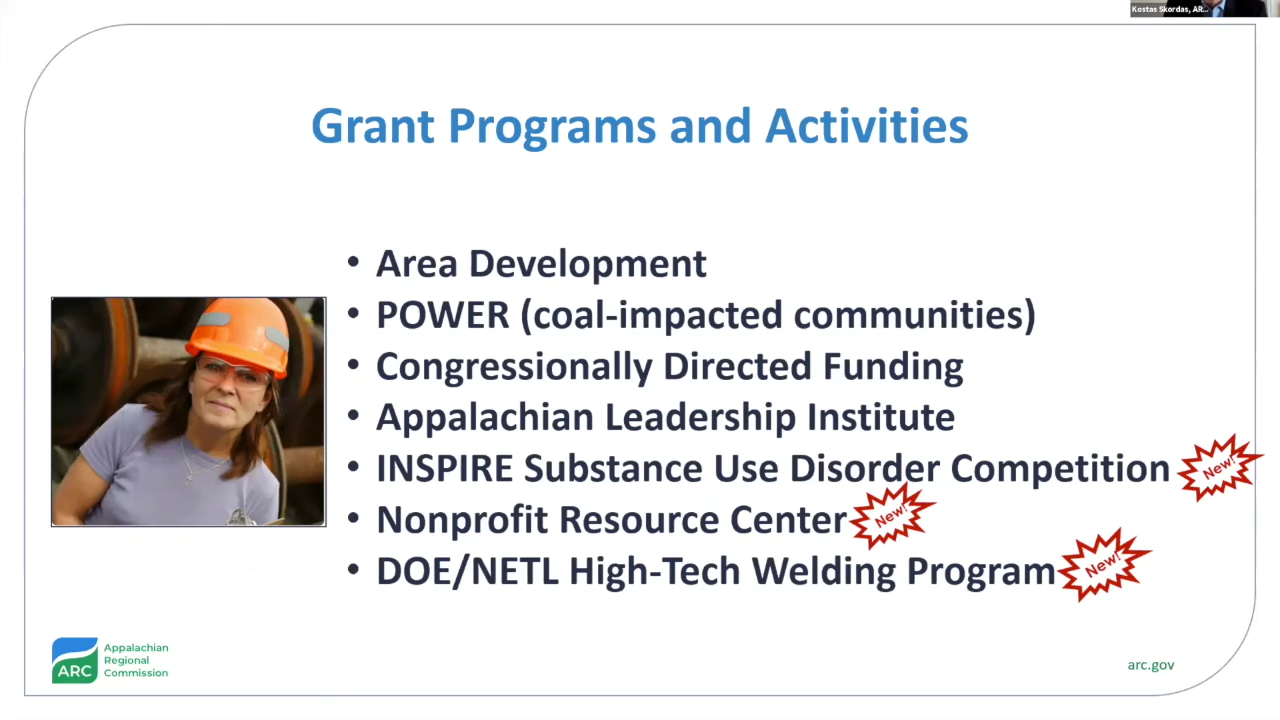 Kostas Skordas, AR...
Grant Programs and Activities
• Area Development
• POWER (coal-impacted communities)
• Congressionally Directed Funding
• Appalachian Leadership Institute
• INSPIRE Substance Use Disorder Competition
New!
• Nonprofit Resource Center
New!
• DOE/NETL High-Tech Welding Program
New!
ARC
Appalachian
Regional
Commission
arc.gov